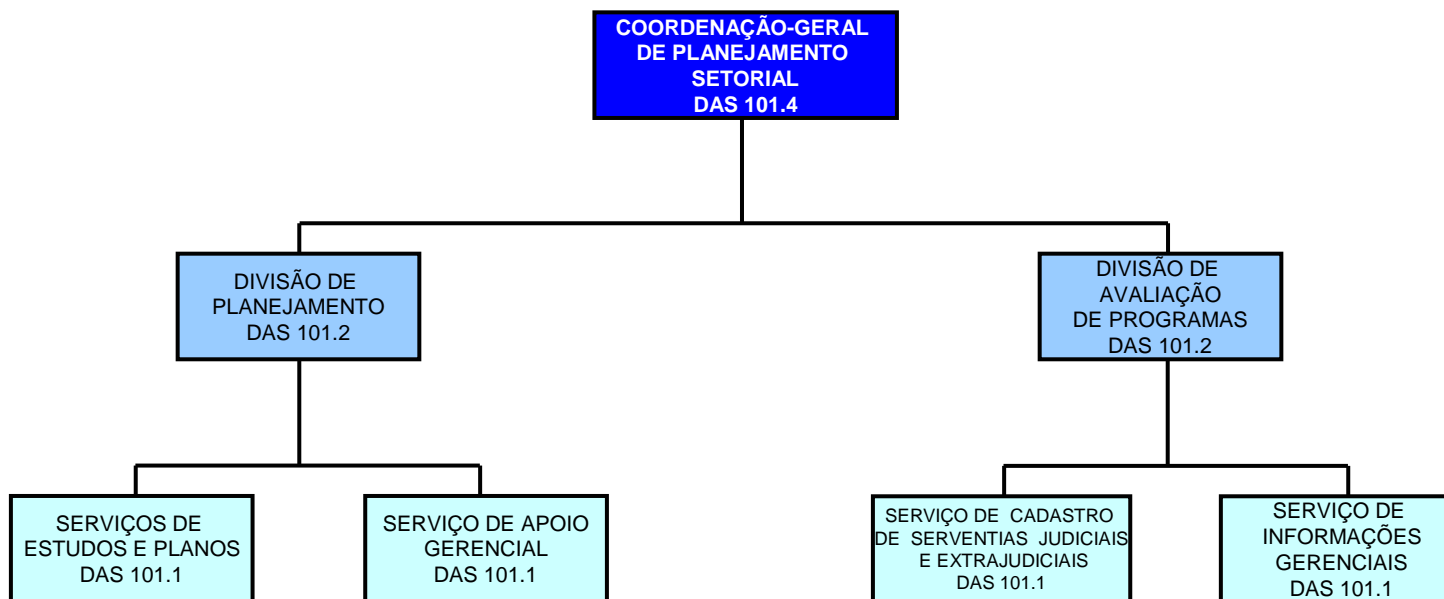 COORDENAÇÃO-GERAL
DE PLANEJAMENTO
SETORIAL
DAS 101.4
DIVISÃO DE
PLANEJAMENTO
DAS 101.2
DIVISÃO DE
AVALIAÇÃO
DE PROGRAMAS
DAS 101.2
SERVIÇOS DE
ESTUDOS E PLANOS
DAS 101.1
SERVIÇO DE APOIO
GERENCIAL
DAS 101.1
SERVIÇO DE CADASTRO
DE SERVENTIAS JUDICIAIS
E EXTRAJUDICIAIS
DAS 101.1
SERVIÇO DE
INFORMAÇÕES
GERENCIAIS
DAS 101.1